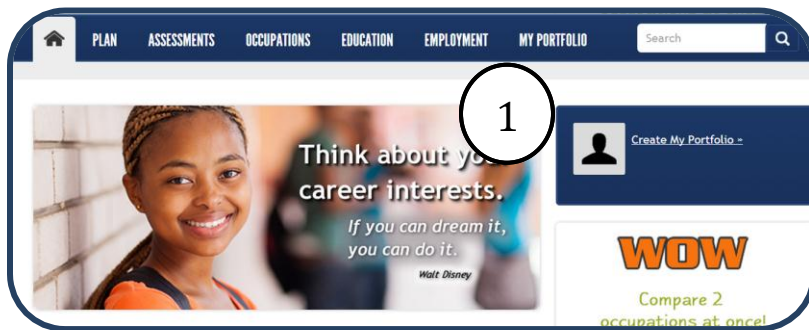 PLAN ASSESSMENTS OCCUPATIONS EDUCATION EMPLOYMENT MY PORTFOLIO Search
1
Create My Portfolio »
Think about
career interests.
If you can dream it,
you can do it.
Walt Disney
WOW
Compare 2
occupations at once!